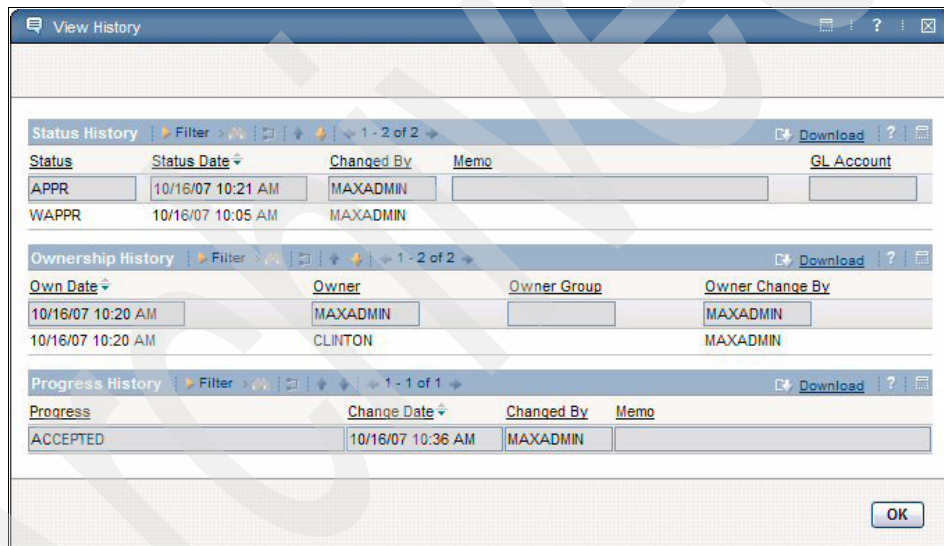 View History ?
Status History Filter 1 - 2 of 2 Download ?
Status Status Date Changed By Memo GL Account
APPR 10/16/07 10:21 AM MAXADMIN
WAPPR 10/16/07 10:05 AM MAXADMIN
Ownership History Filter 1 - 2 of 2 Download ?
Own Date Owner Owner Group Owner Change By
10/16/07 10:20 AM MAXADMIN MAXADMIN
10/16/07 10:20 AM CLINTON MAXADMIN
Progress History Filter 1 - 1 of 1 Download ?
Progress Change Date Changed By Memo
ACCEPTED 10/16/07 10:36 AM MAXADMIN
OK